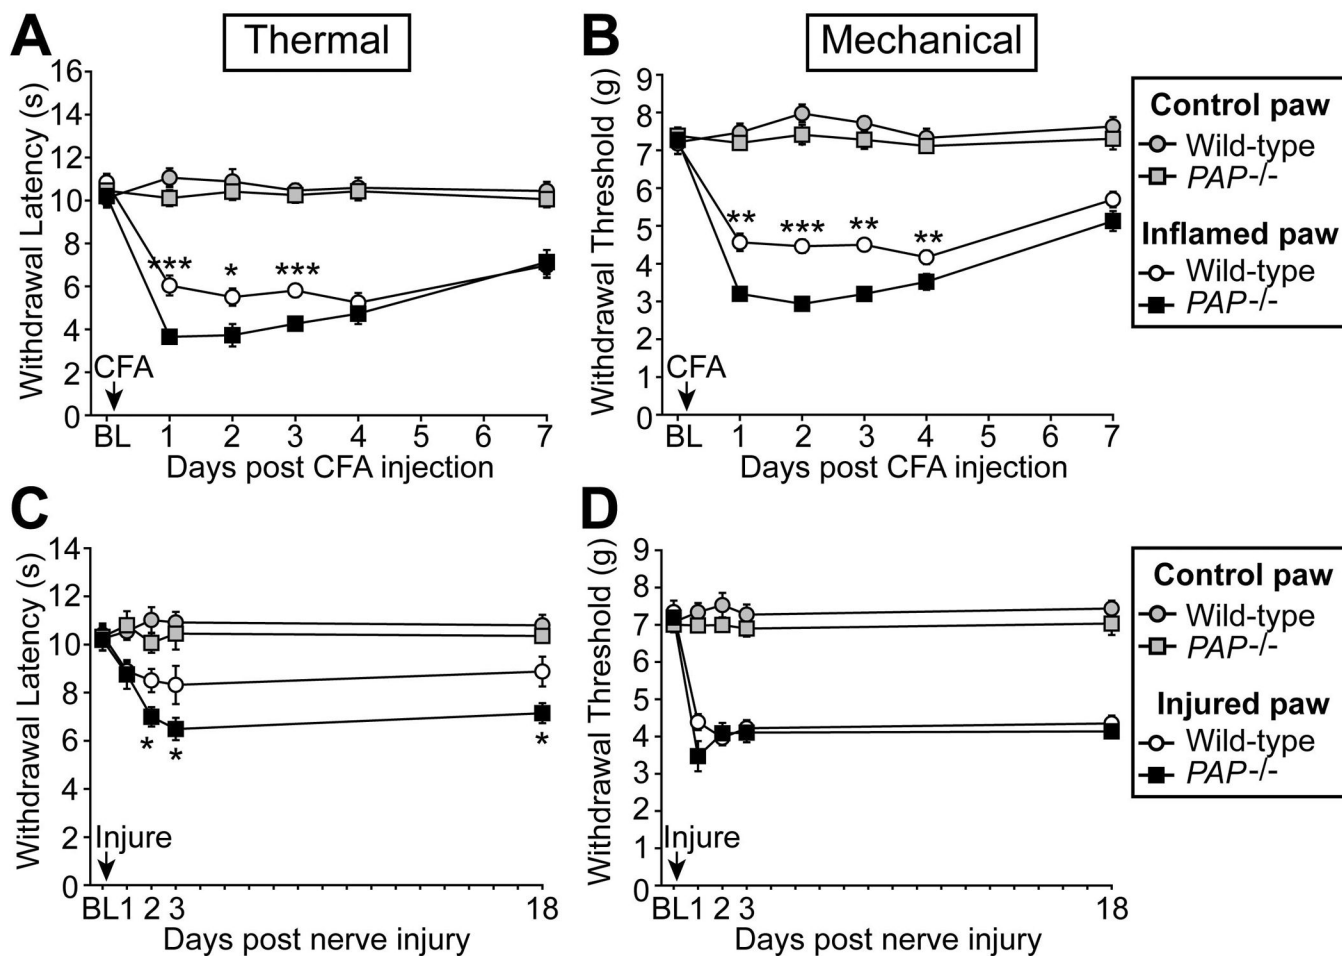 A
Thermal
Withdrawal Latency (s)
16
14
12
10
8
6
4
2
0
***
*
***
CFA
BL 1 2 3 4 5 6 7
Days post CFA injection
B
Mechanical
Withdrawal Threshold (g)
9
8
7
6
5
4
3
2
1
0
**
***
**
**
CFA
BL 1 2 3 4 5 6 7
Days post CFA injection
Control paw
Wild-type
PAP-/-
Inflamed paw
Wild-type
PAP-/-
C
Withdrawal Latency (s)
14
12
10
8
6
4
2
0
*
*
*
Injure
BL 1 2 3 18
Days post nerve injury
D
Withdrawal Threshold (g)
9
8
7
6
5
4
3
2
1
0
Injure
BL 1 2 3 18
Days post nerve injury
Control paw
Wild-type
PAP-/-
Injured paw
Wild-type
PAP-/-